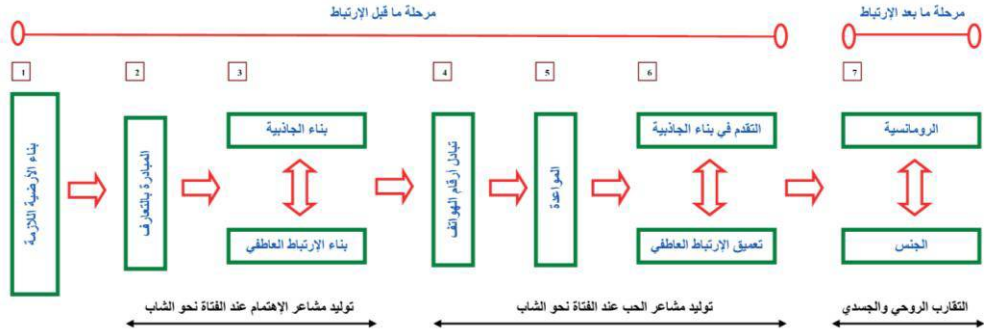 مرحلة ما قبل الإرتباط
مرحلة ما بعد الإرتباط
1
2
3
4
5
6
7
بناء الأرضية اللازمة
المبادرة بالتعارف
بناء الجاذبية
بناء الإرتباط العاطفي
تبادل أرقام الهواتف
المواعدة
التقدم في بناء الجاذبية
تعميق الإرتباط العاطفي
الرومانسية
الجنس
توليد مشاعر الإهتمام عند الفتاة نحو الشاب
توليد مشاعر الحب عند الفتاة نحو الشاب
التقارب الروحي والجسدي